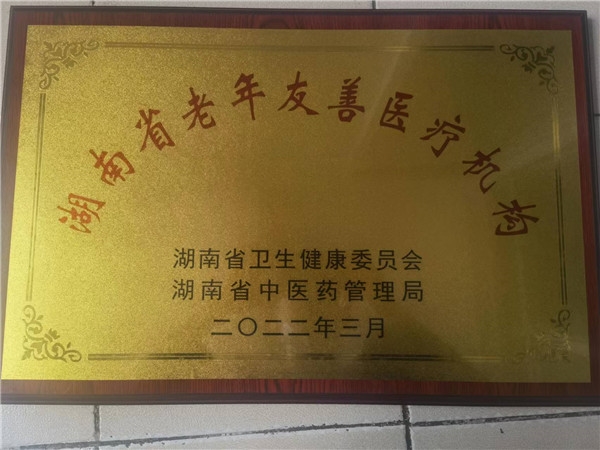 湖南省老年友善医疗机构
湖南省卫生健康委员会
湖南省中医药管理局
二〇二二年三月